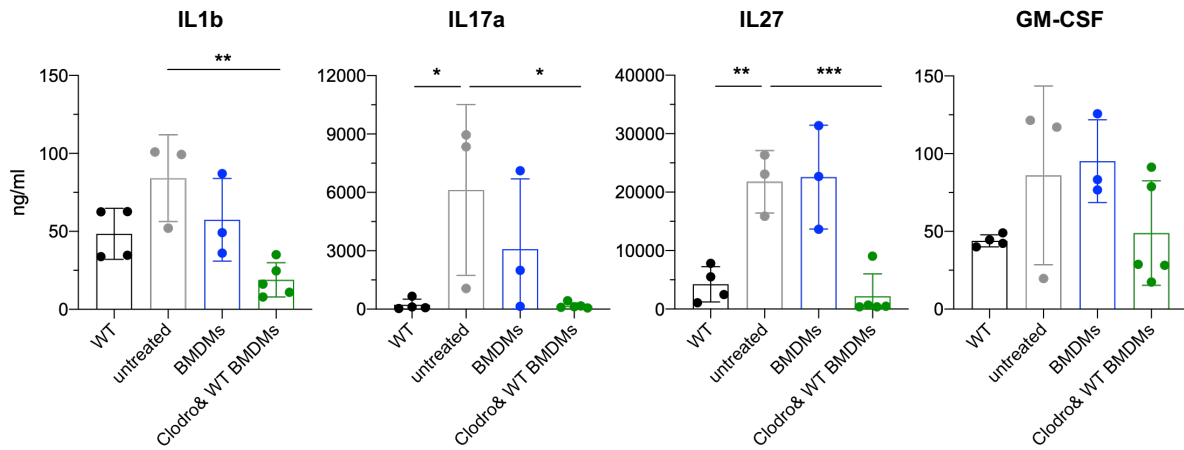 IL1b
IL17a
IL27
GM-CSF
**
*
*
**
***
ng/ml
150
100
50
0
12000
9000
6000
3000
0
40000
30000
20000
10000
0
150
100
50
0
WT
untreated
BMDMs
Clodro& WT BMDMs
WT
untreated
BMDMs
Clodro& WT BMDMs
WT
untreated
BMDMs
Clodro& WT BMDMs
WT
untreated
BMDMs
Clodro& WT BMDMs